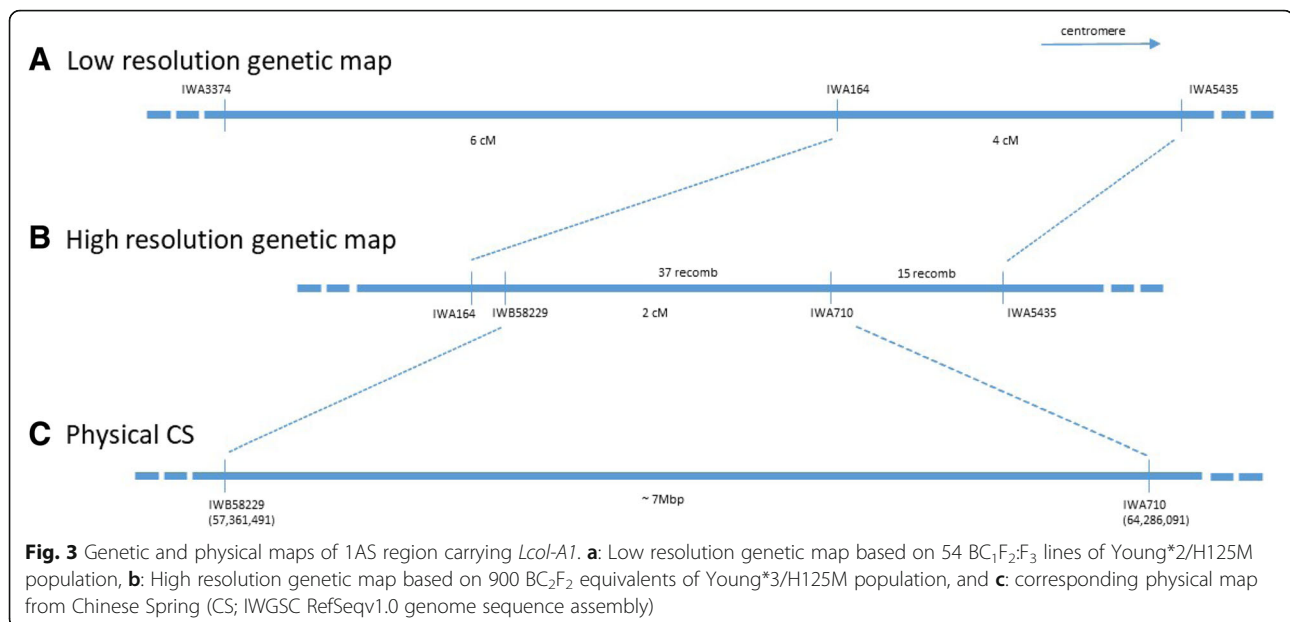 centromere
A Low resolution genetic map
IWA3374 IWA164 IWA5435
6 cM 4 cM
B High resolution genetic map
37 recomb 15 recomb
IWA164 IWB58229 2 cM IWA710 IWA5435
C Physical CS
~ 7Mbp
IWB58229 IWA710
(57,361,491) (64,286,091)
Fig. 3 Genetic and physical maps of 1AS region carrying Lcol-A1. a: Low resolution genetic map based on 54 BC₁F₂:F₃ lines of Young*2/H125M
population, b: High resolution genetic map based on 900 BC₂F₂ equivalents of Young*3/H125M population, and c: corresponding physical map
from Chinese Spring (CS; IWGSC RefSeqv1.0 genome sequence assembly)